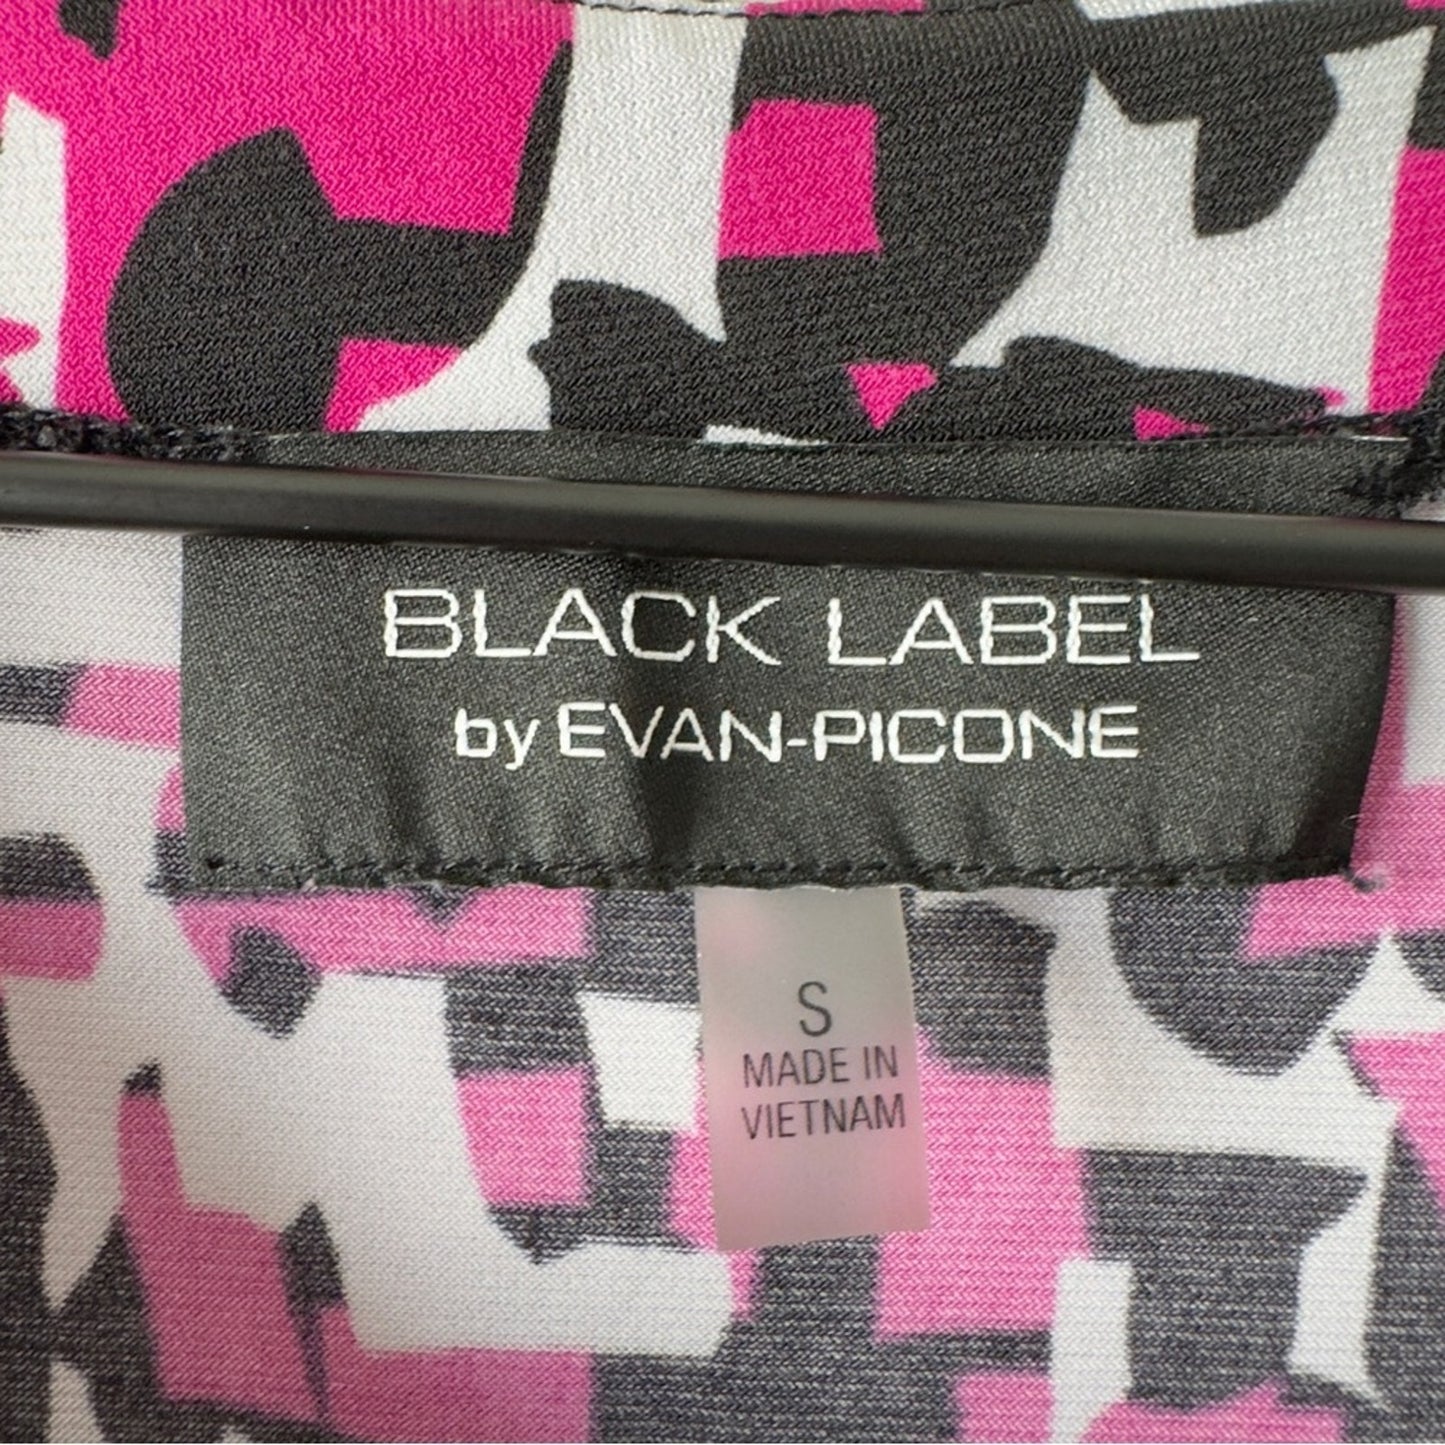 BLACK LABEL
by EVAN-PICONE
S
MADE IN
VIETNAM